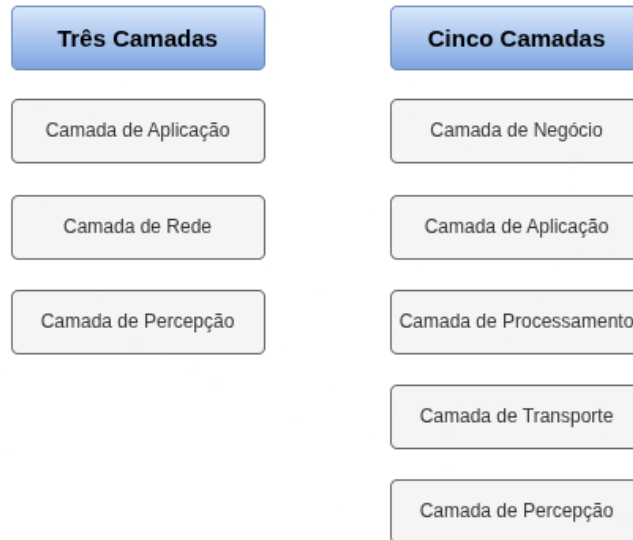 Três Camadas
Camada de Aplicação
Camada de Rede
Camada de Percepção
Cinco Camadas
Camada de Negócio
Camada de Aplicação
Camada de Processamento
Camada de Transporte
Camada de Percepção